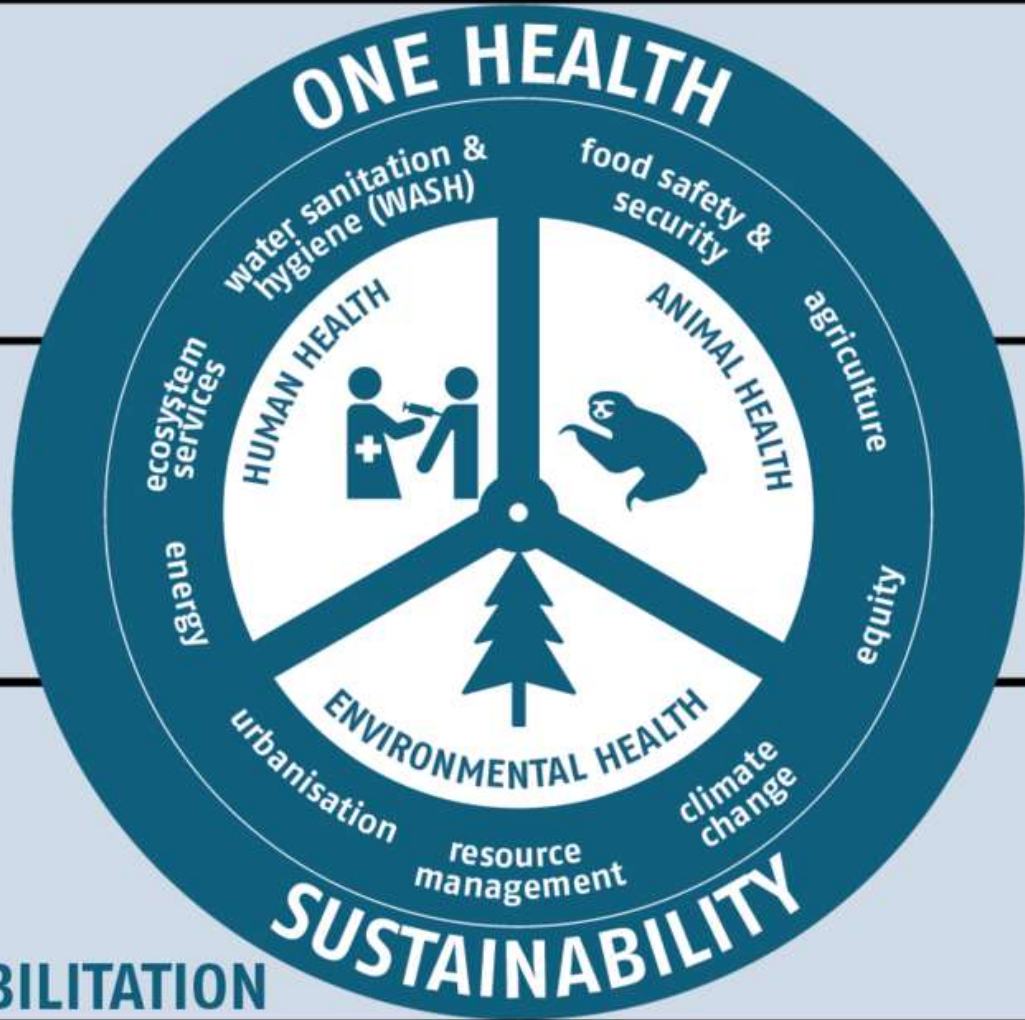 ONE HEALTH
water sanitation &
hygiene (WASH)
food safety &
security
agriculture
ecosystem
services
HUMAN HEALTH
ANIMAL HEALTH
energy
equity
ENVIRONMENTAL HEALTH
urbanisation
climate
change
resource
management
SUSTAINABILITY
BILITATION